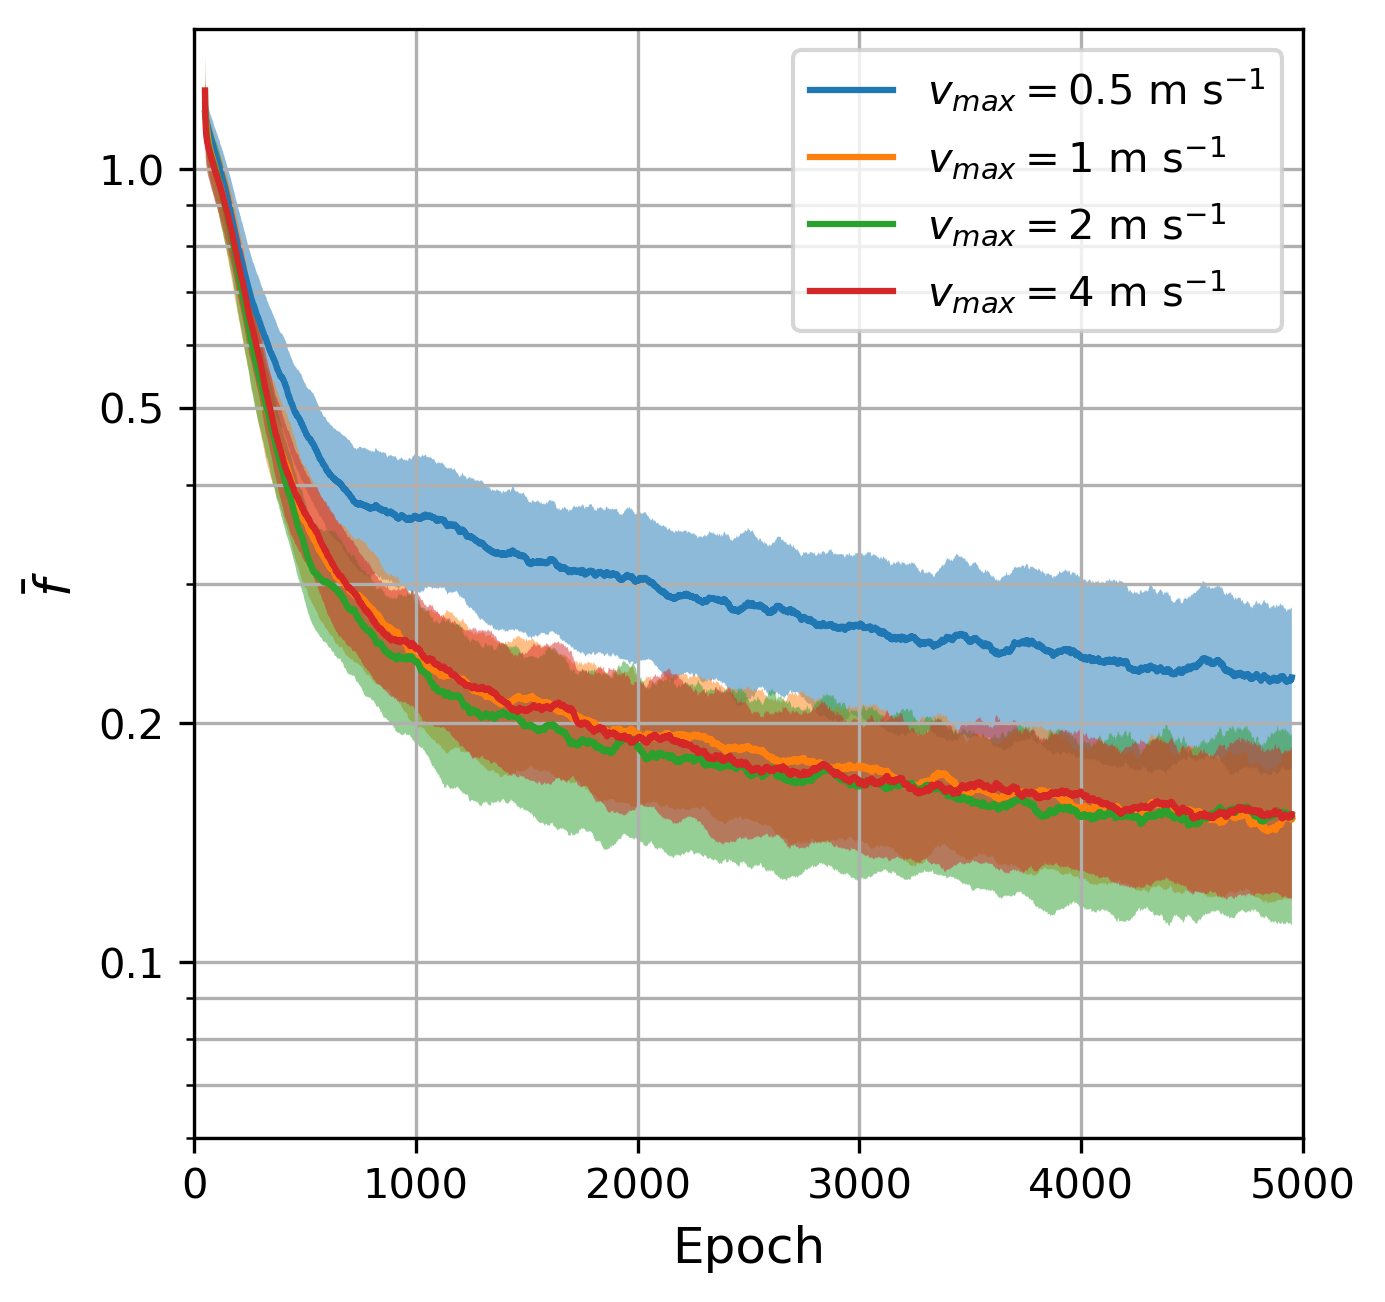 v_max = 0.5 m s⁻¹
v_max = 1 m s⁻¹
v_max = 2 m s⁻¹
v_max = 4 m s⁻¹
1.0
0.5
0.2
0.1
f̄
0 1000 2000 3000 4000 5000
Epoch